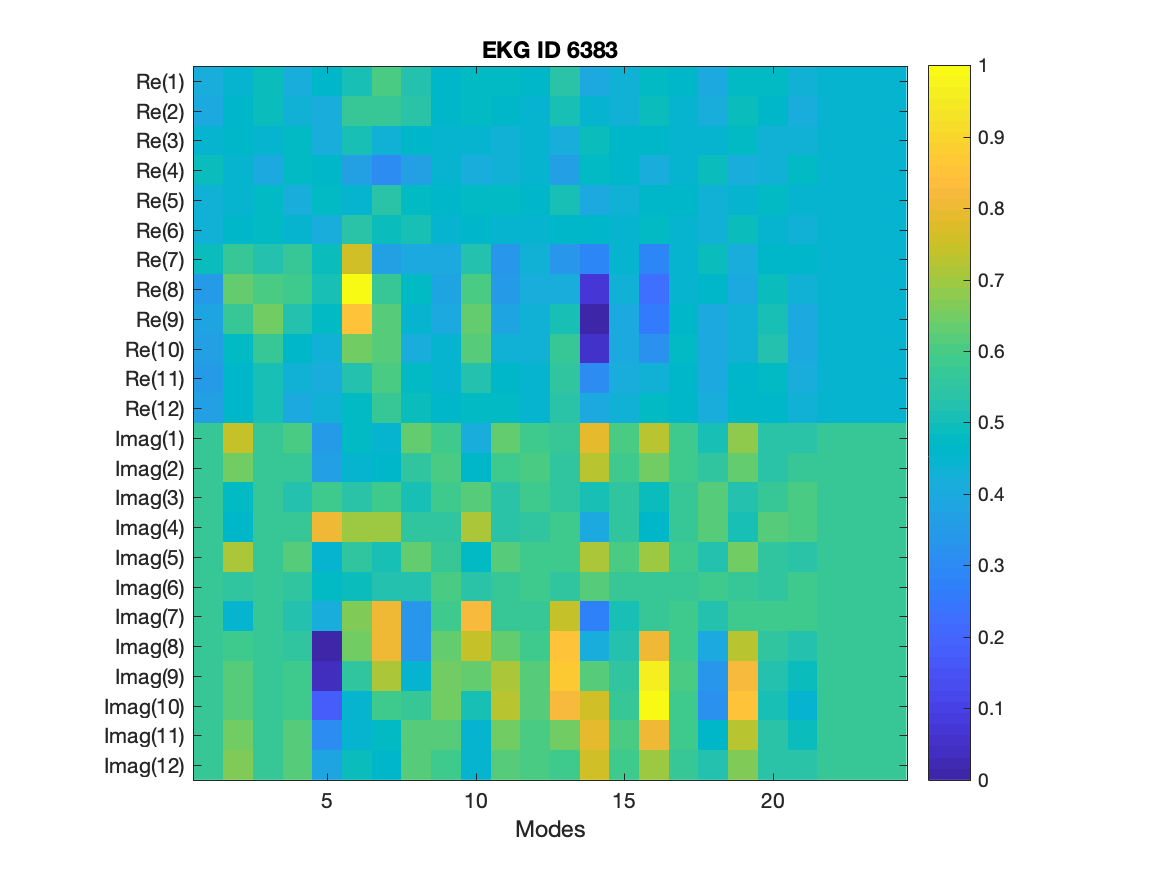 EKG ID 6383
Re(1)
Re(2)
Re(3)
Re(4)
Re(5)
Re(6)
Re(7)
Re(8)
Re(9)
Re(10)
Re(11)
Re(12)
Imag(1)
Imag(2)
Imag(3)
Imag(4)
Imag(5)
Imag(6)
Imag(7)
Imag(8)
Imag(9)
Imag(10)
Imag(11)
Imag(12)
5 10 15 20
Modes
1
0.9
0.8
0.7
0.6
0.5
0.4
0.3
0.2
0.1
0